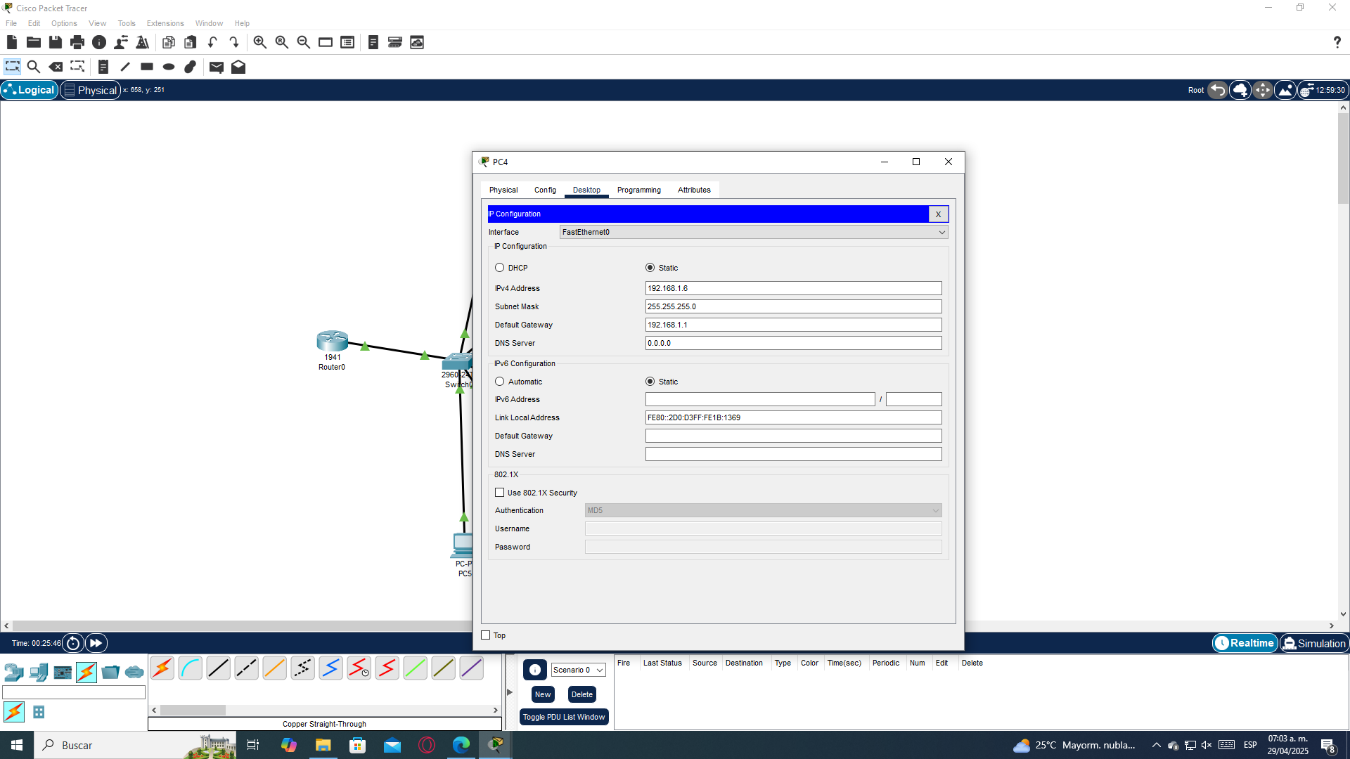 Cisco Packet Tracer
File Edit Options View Tools Extensions Window Help
?
Logical Physical x: 658, y: 251
Root 12:59:30
PC4
Physical Config Desktop Programming Attributes
IP Configuration X
Interface FastEthernet0
IP Configuration
DHCP Static
IPv4 Address 192.168.1.6
Subnet Mask 255.255.255.0
Default Gateway 192.168.1.1
DNS Server 0.0.0.0
IPv6 Configuration
Automatic Static
IPv6 Address /
Link Local Address FE80::2D0:D3FF:FE1B:1369
Default Gateway
DNS Server
802.1X
Use 802.1X Security
Authentication MD5
Username
Password
Top
1941
Router0
2960-24
Switch0
PC-P
PC5
Time: 00:25:46
Realtime Simulation
Copper Straight-Through
Scenario 0
New Delete
Toggle PDU List Window
Fire Last Status Source Destination Type Color Time(sec) Periodic Num Edit Delete
Buscar
25°C Mayorm. nubla...
ESP
07:03 a. m.
29/04/2025
8